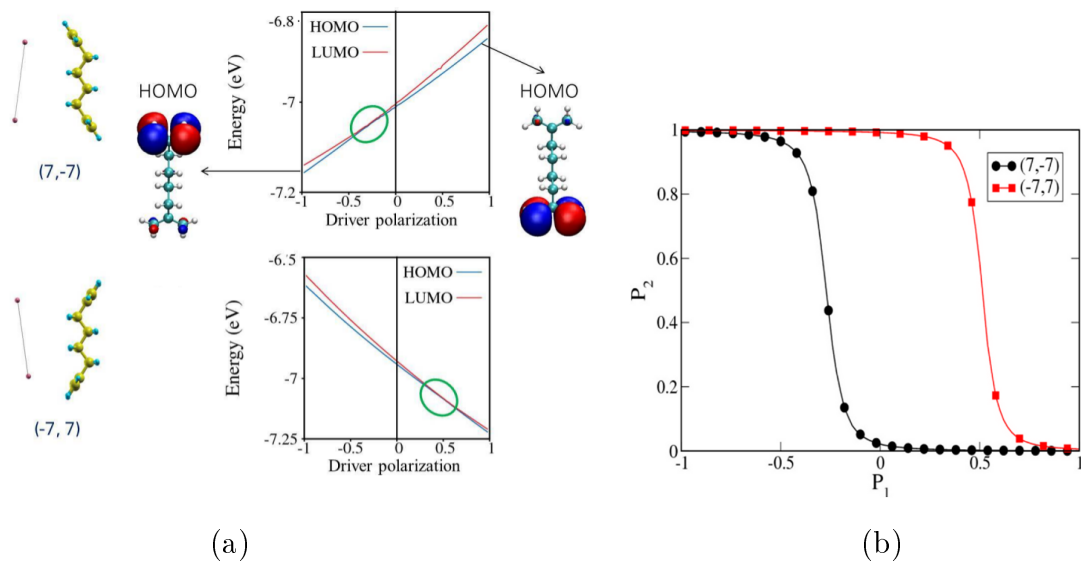 HOMO
(7,-7)
-6.8
-7
-7.2
Energy (eV)
HOMO
LUMO
-1
-0.5
0
0.5
1
Driver polarization
HOMO
(-7, 7)
-6.5
-6.75
-7
-7.25
Energy (eV)
HOMO
LUMO
-1
-0.5
0
0.5
1
Driver polarization
(a)
1
0.8
0.6
0.4
0.2
0
P2
(7,-7)
(-7,7)
-1
-0.5
0
0.5
1
P1
(b)